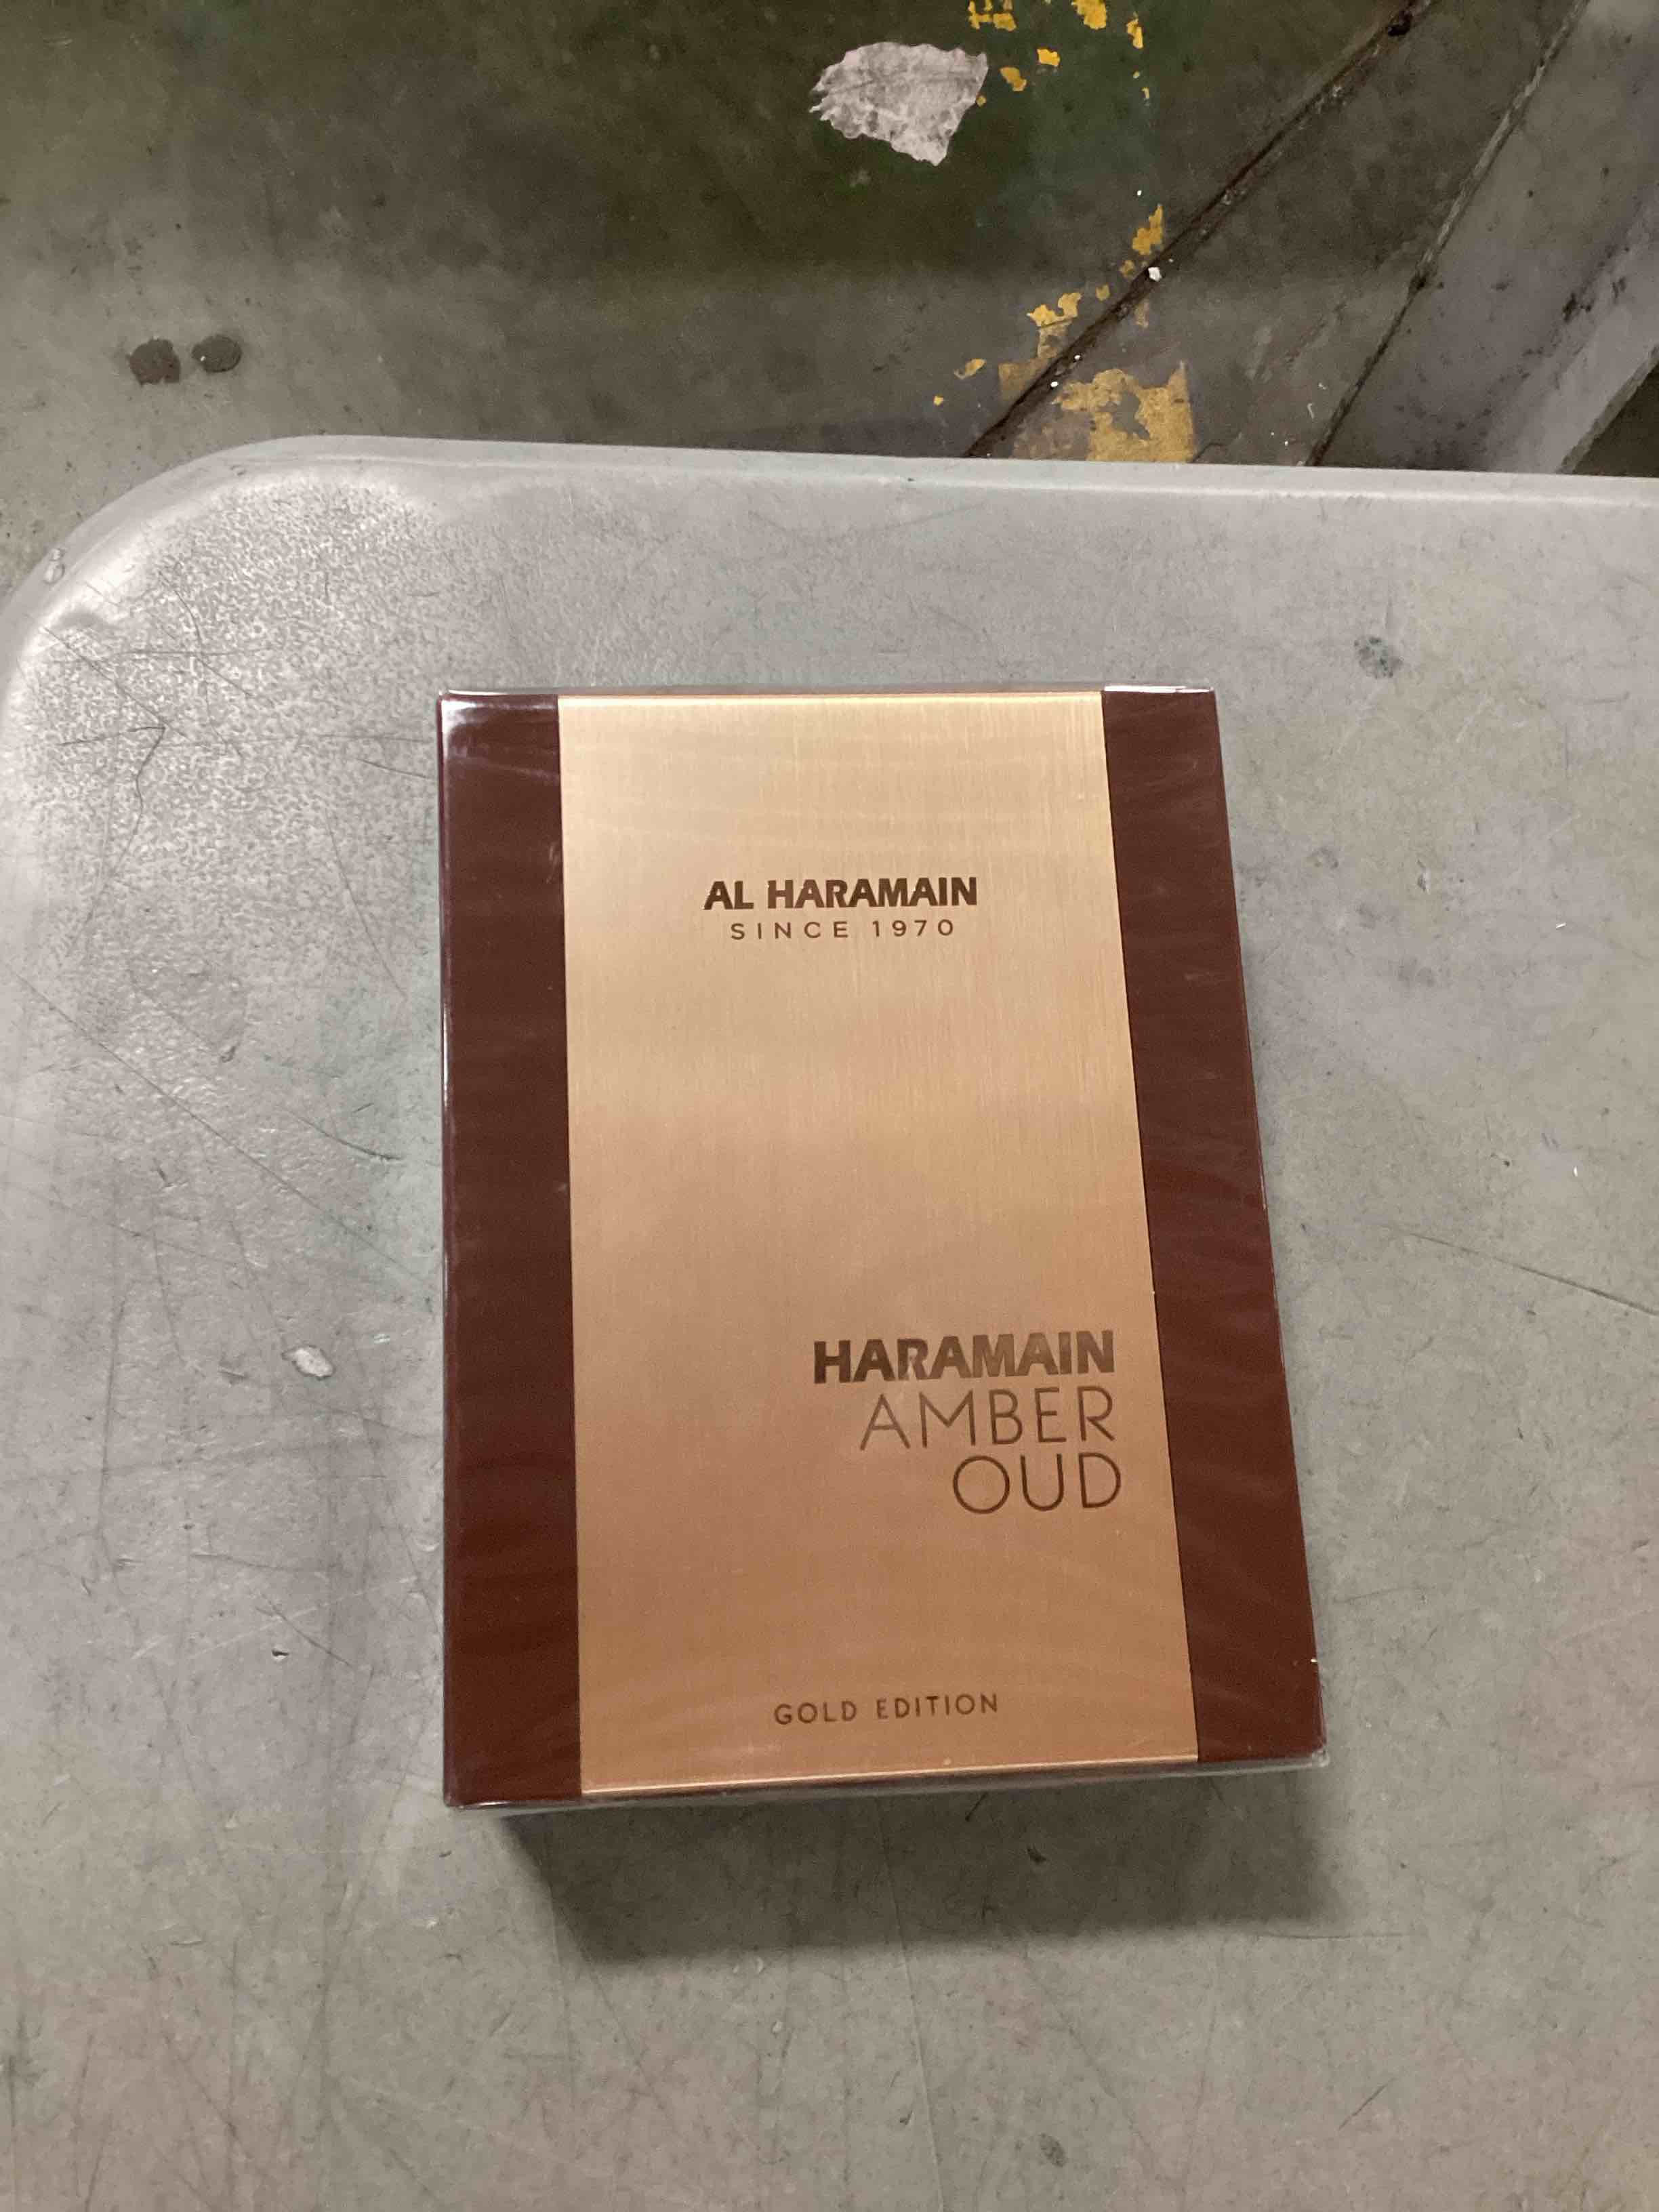 AL HARAMAIN
SINCE 1970
HARAMAIN
AMBER
OUD
GOLD EDITION